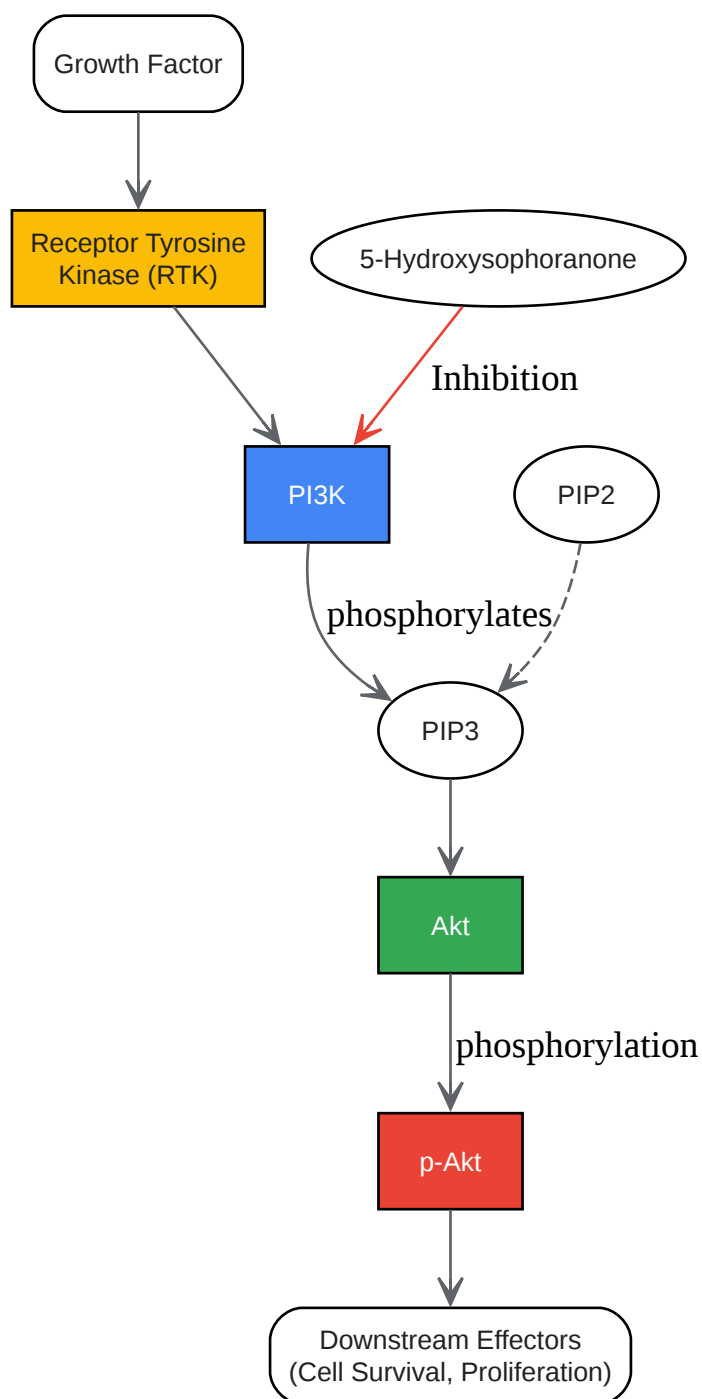 Growth Factor
Receptor Tyrosine
Kinase (RTK)
5-Hydroxysophoranone
Inhibition
PI3K
PIP2
phosphorylates
PIP3
Akt
phosphorylation
p-Akt
Downstream Effectors
(Cell Survival, Proliferation)